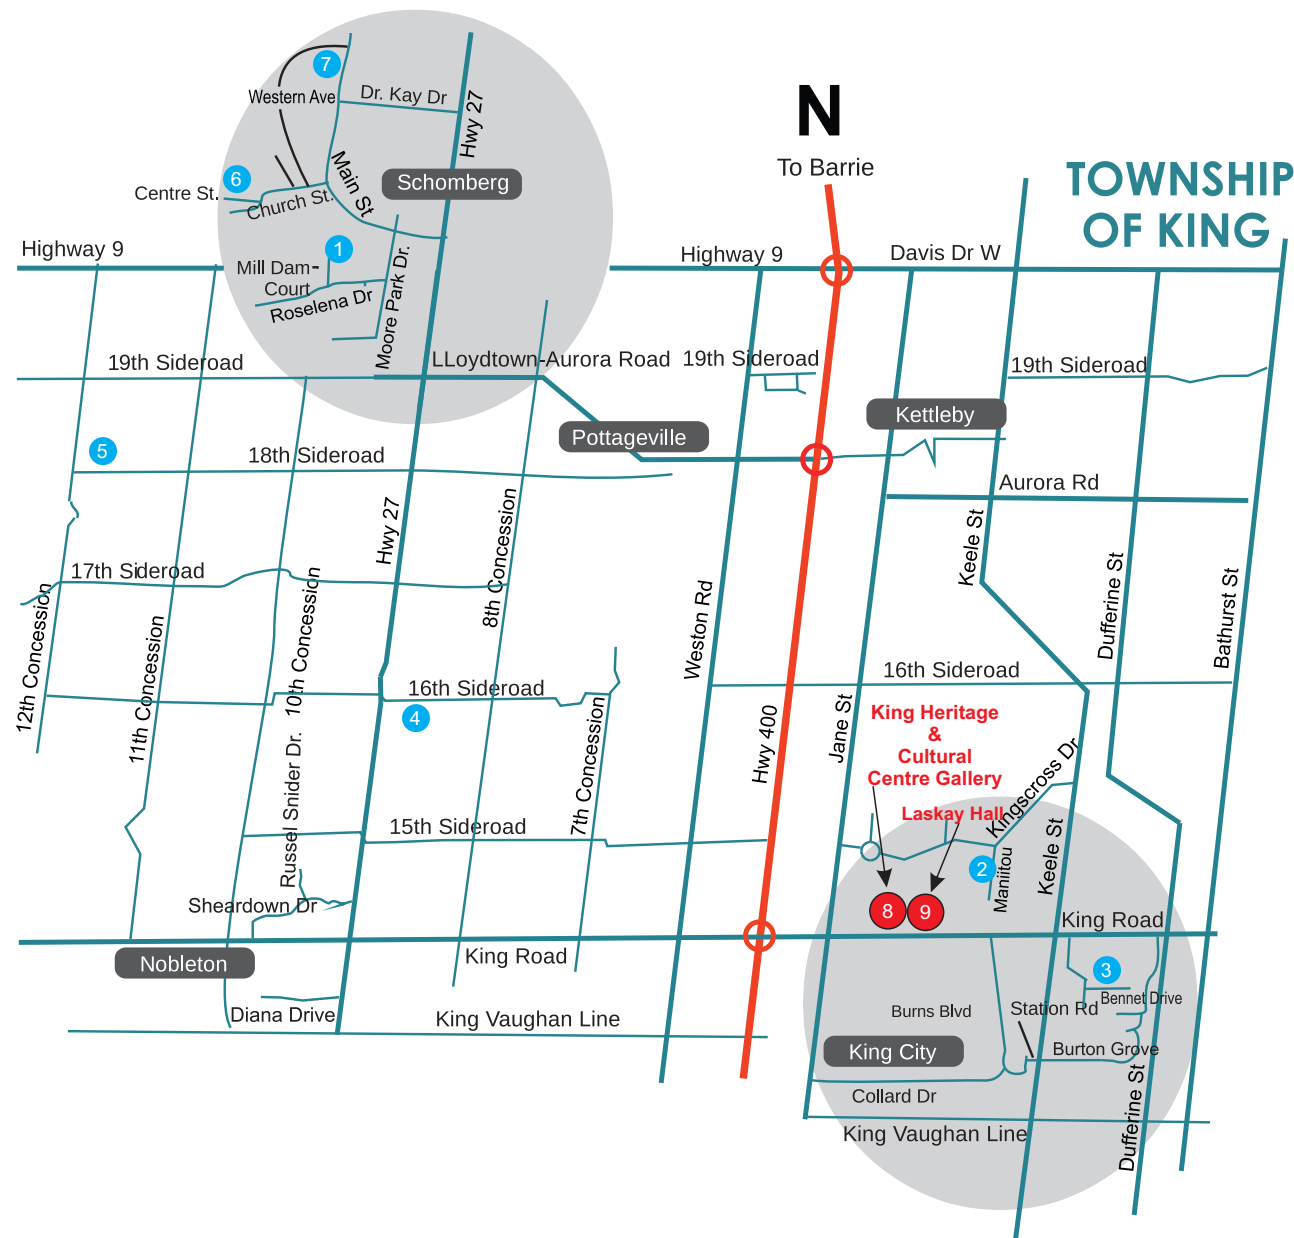 N
To Barrie
TOWNSHIP
OF KING
7
Western Ave
Dr. Kay Dr
Hwy 27
Main St
Schomberg
6
Centre St.
Church St.
1
Mill Dam-
Court
Roselena Dr
Moore Park Dr.
Highway 9
Highway 9
Davis Dr W
19th Sideroad
LLoydtown-Aurora Road
19th Sideroad
19th Sideroad
Kettleby
Pottageville
5
18th Sideroad
Aurora Rd
Hwy 27
8th Concession
Keele St
17th Sideroad
12th Concession
11th Concession
10th Concession
Weston Rd
Dufferine St
Bathurst St
16th Sideroad
16th Sideroad
4
7th Concession
Hwy 400
Jane St
King Heritage
&
Cultural
Centre Gallery
Laskay Hall
Kingscross Dr
15th Sideroad
Russel Snider Dr.
Keele St
2
Maniitou
Sheardown Dr
8
9
King Road
King Road
Nobleton
3
Bennet Drive
Diana Drive
King Vaughan Line
Burns Blvd
Station Rd
King City
Burton Grove
Collard Dr
Dufferine St
King Vaughan Line